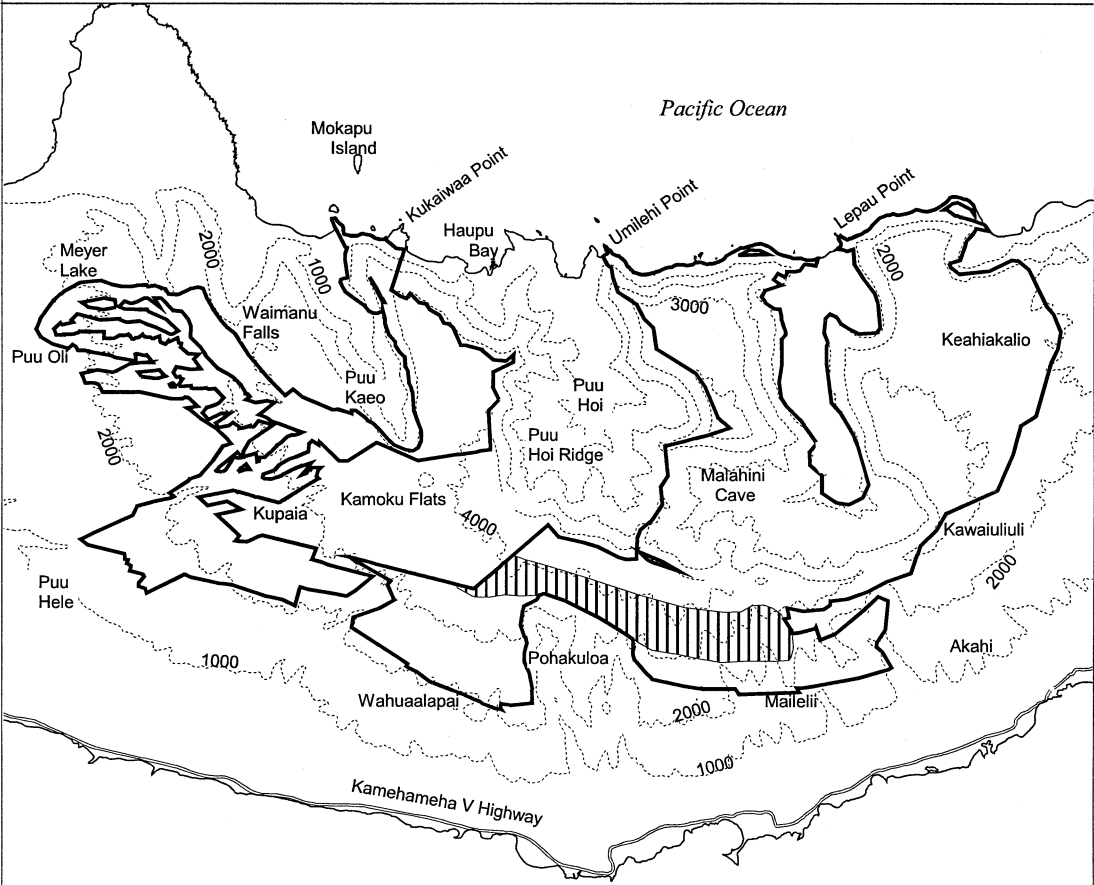 Pacific Ocean
Mokapu
Island
Kukaiwaa Point
Haupu
Bay
Umilehi Point
Lepau Point
Meyer
Lake
2000
1000
2000
3000
Waimanu
Falls
Keahiakalio
Puu Oli
Puu
Kaeo
Puu
Hoi
Puu
Hoi Ridge
2000
Malahini
Cave
Kamoku Flats
Kupaia
4000
Kawaiuliuli
2000
Puu
Hele
1000
Pohakuloa
Akahi
Wahuaalapai
2000
Mailelii
1000
Kamehameha V Highway